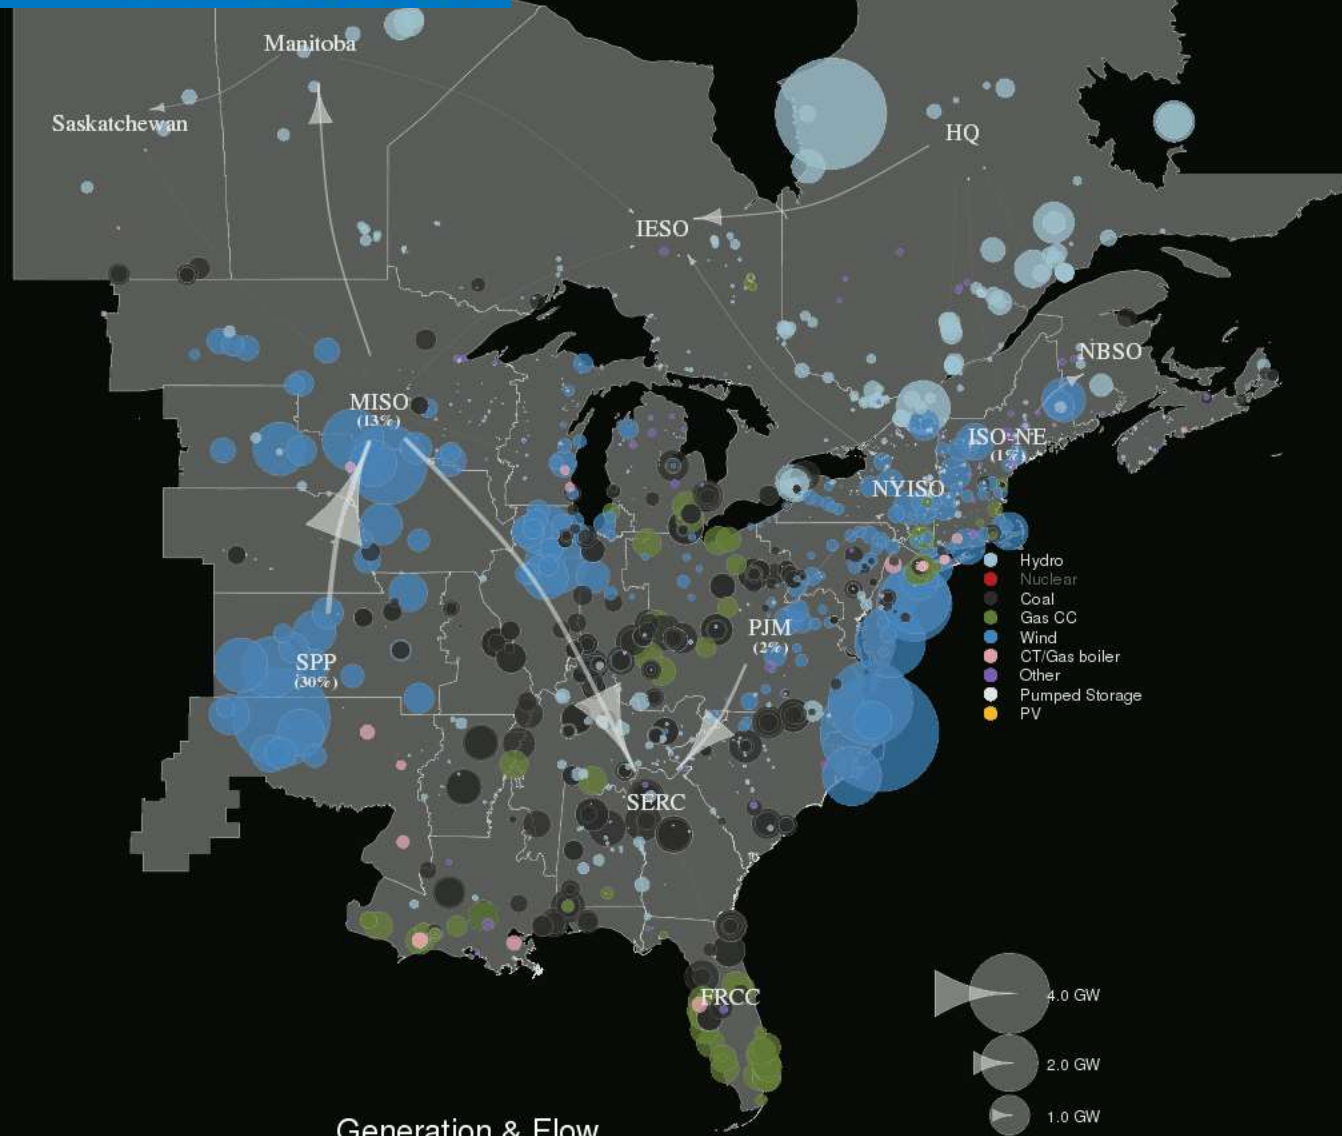 Manitoba
Saskatchewan
HQ
IESO
NBSO
MISO
(13%)
ISO-NE
(1%)
NYISO
Hydro
Nuclear
Coal
Gas CC
Wind
CT/Gas boiler
Other
Pumped Storage
PV
PJM
(2%)
SPP
(30%)
SERC
FRCC
4.0 GW
2.0 GW
1.0 GW
Generation & Flow